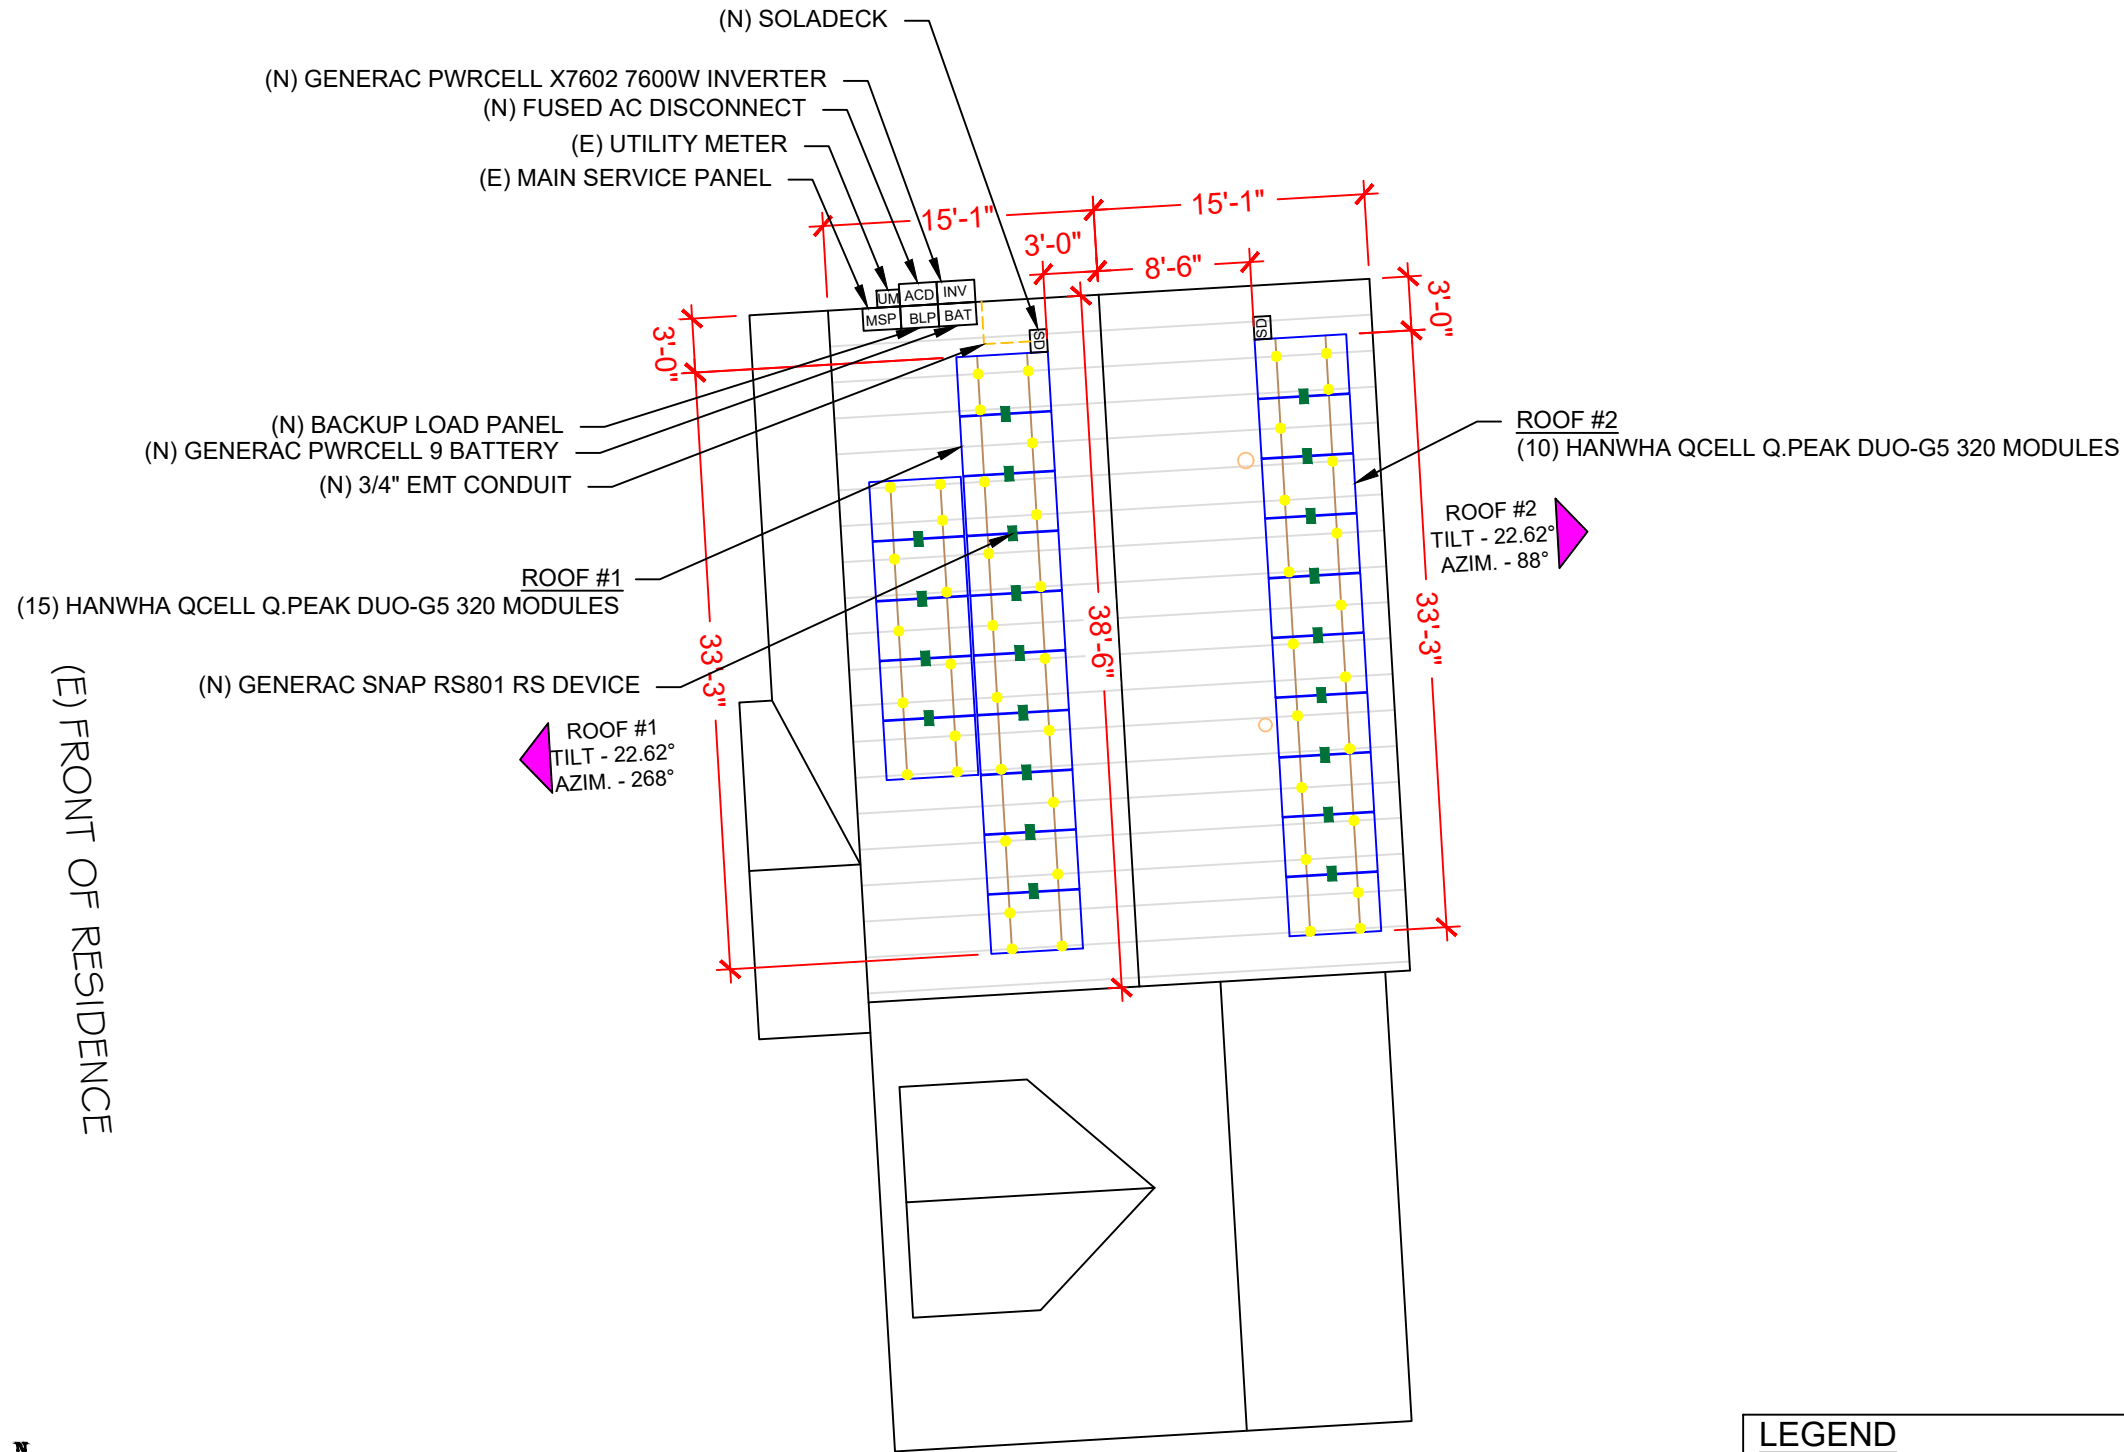 (N) SOLADECK
(N) GENERAC PWRCELL X7602 7600W INVERTER
(N) FUSED AC DISCONNECT
(E) UTILITY METER
(E) MAIN SERVICE PANEL
15'-1"
15'-1"
3'-0"
8'-6"
3'-0"
3'-0"
UM
ACD
INV
MSP
BLP
BAT
SD
SD
(N) BACKUP LOAD PANEL
(N) GENERAC PWRCELL 9 BATTERY
(N) 3/4" EMT CONDUIT
ROOF #2
(10) HANWHA QCELL Q.PEAK DUO-G5 320 MODULES
ROOF #2
TILT - 22.62°
AZIM. - 88°
ROOF #1
(15) HANWHA QCELL Q.PEAK DUO-G5 320 MODULES
33'-3"
38'-6"
33'-3"
(N) GENERAC SNAP RS801 RS DEVICE
ROOF #1
TILT - 22.62°
AZIM. - 268°
(E) FRONT OF RESIDENCE
N
LEGEND